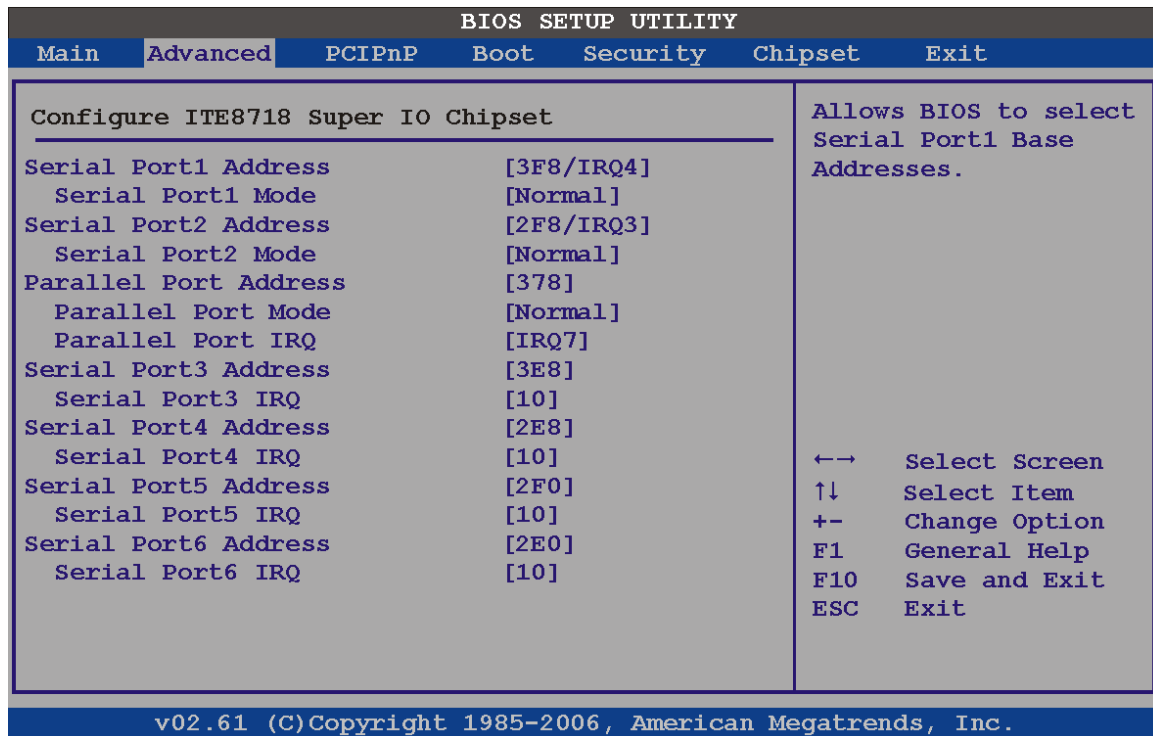 BIOS SETUP UTILITY
Main Advanced PCIPnP Boot Security Chipset Exit
Configure ITE8718 Super IO Chipset
Serial Port1 Address [3F8/IRQ4]
Serial Port1 Mode [Normal]
Serial Port2 Address [2F8/IRQ3]
Serial Port2 Mode [Normal]
Parallel Port Address [378]
Parallel Port Mode [Normal]
Parallel Port IRQ [IRQ7]
Serial Port3 Address [3E8]
Serial Port3 IRQ [10]
Serial Port4 Address [2E8]
Serial Port4 IRQ [10]
Serial Port5 Address [2F0]
Serial Port5 IRQ [10]
Serial Port6 Address [2E0]
Serial Port6 IRQ [10]
Allows BIOS to select
Serial Port1 Base
Addresses.
←→ Select Screen
↑↓ Select Item
+- Change Option
F1 General Help
F10 Save and Exit
ESC Exit
v02.61 (C)Copyright 1985-2006, American Megatrends, Inc.